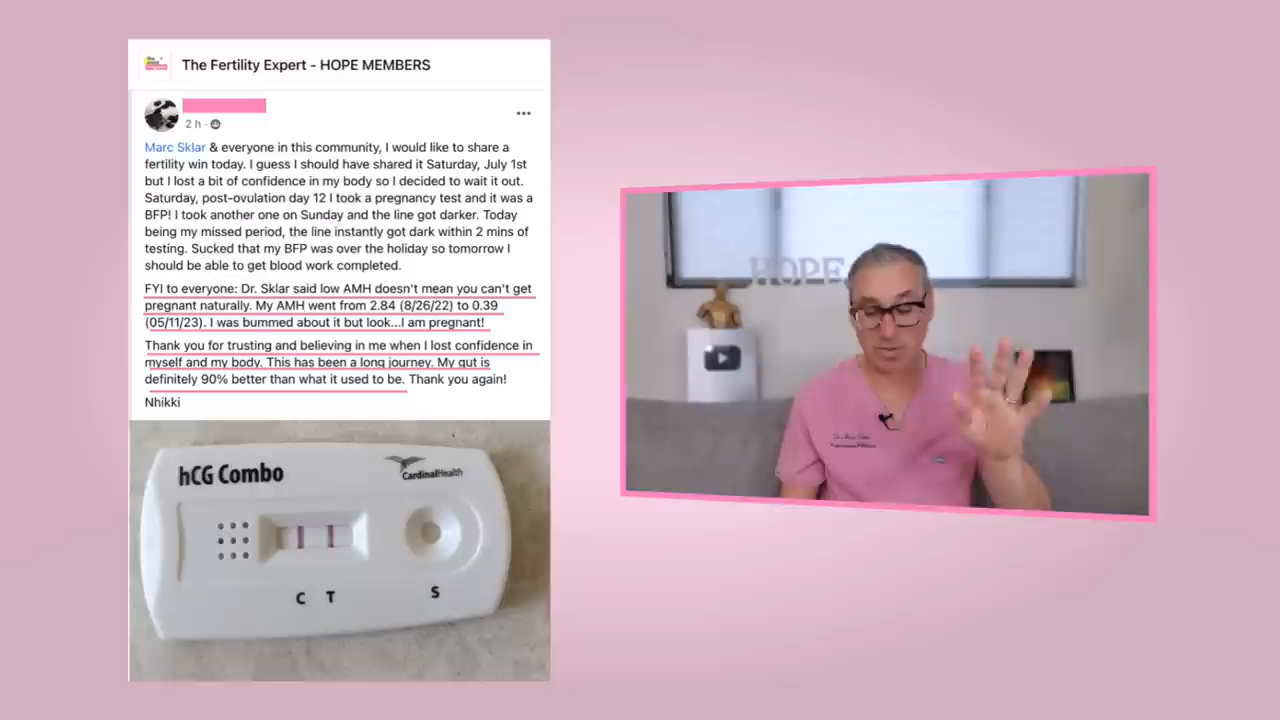 The Fertility Expert - HOPE MEMBERS
2 h ·
Marc Sklar & everyone in this community, I would like to share a
fertility win today. I guess I should have shared it Saturday, July 1st
but I lost a bit of confidence in my body so I decided to wait it out.
Saturday, post-ovulation day 12 I took a pregnancy test and it was a
BFP! I took another one on Sunday and the line got darker. Today
being my missed period, the line instantly got dark within 2 mins of
testing. Sucked that my BFP was over the holiday so tomorrow I
should be able to get blood work completed.
FYI to everyone: Dr. Sklar said low AMH doesn't mean you can't get
pregnant naturally. My AMH went from 2.84 (8/26/22) to 0.39
(05/11/23). I was bummed about it but look...I am pregnant!
Thank you for trusting and believing in me when I lost confidence in
myself and my body. This has been a long journey. My gut is
definitely 90% better than what it used to be. Thank you again!
Nhikki
hCG Combo
CardinalHealth
C T
S
HOPE